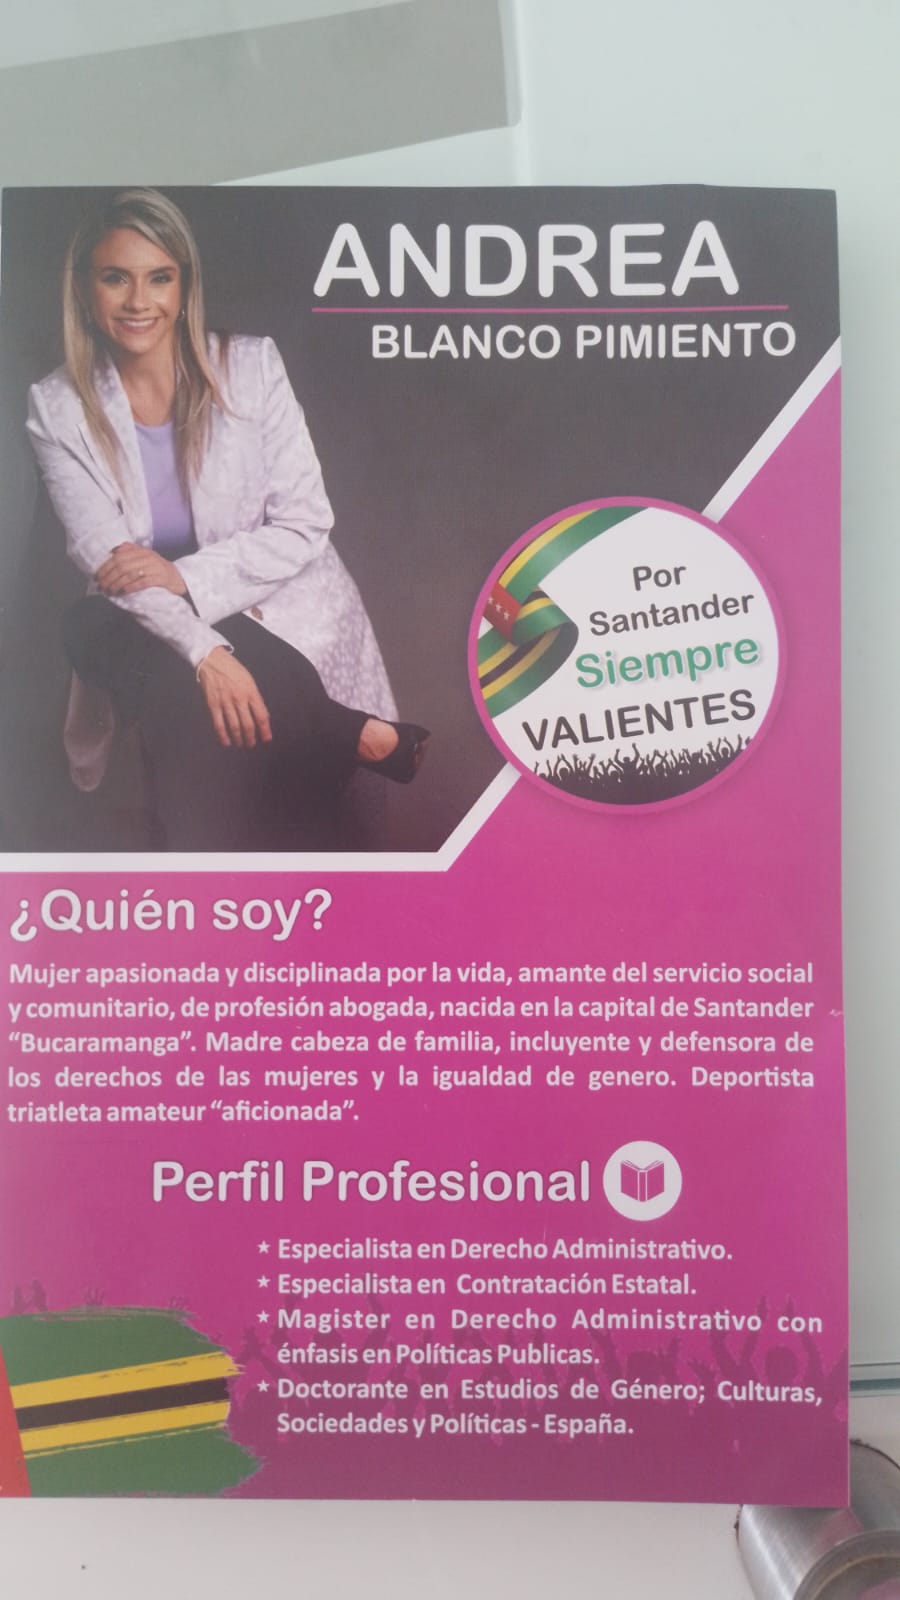 ANDREA
BLANCO PIMIENTO
Por
Santander
Siempre
VALIENTES
¿Quién soy?
Mujer apasionada y disciplinada por la vida, amante del servicio social
y comunitario, de profesión abogada, nacida en la capital de Santander
“Bucaramanga”. Madre cabeza de familia, incluyente y defensora de
los derechos de las mujeres y la igualdad de genero. Deportista
triatleta amateur “aficionada”.
Perfil Profesional
★ Especialista en Derecho Administrativo.
★ Especialista en Contratación Estatal.
★ Magister en Derecho Administrativo con
énfasis en Políticas Publicas.
★ Doctorante en Estudios de Género; Culturas,
Sociedades y Políticas - España.